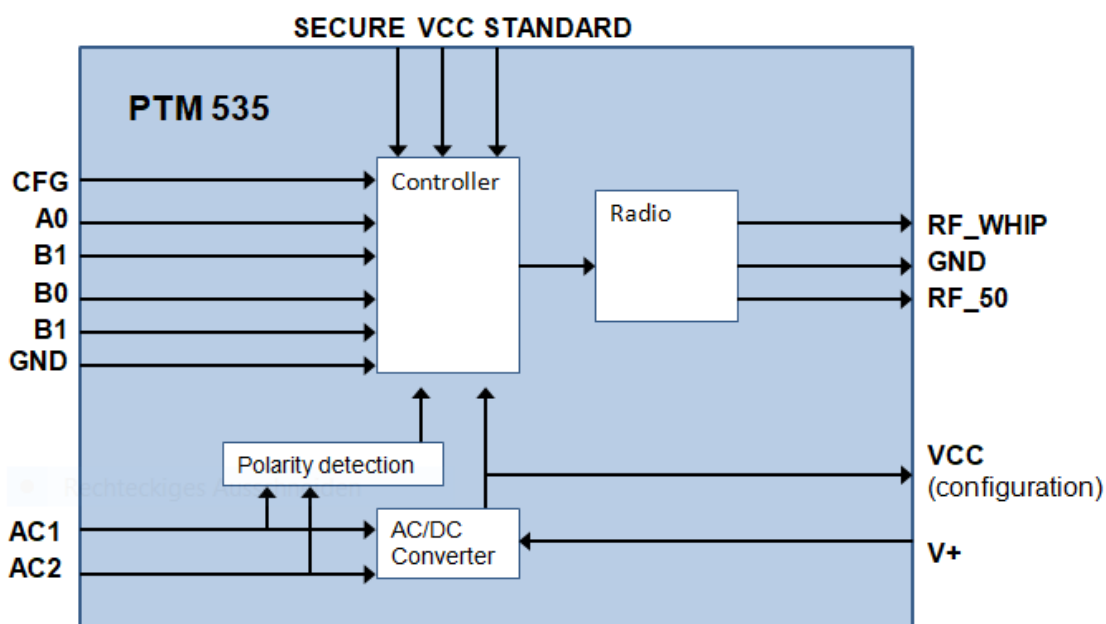 SECURE VCC STANDARD
PTM 535
CFG
A0
B1
B0
B1
GND
Controller
Radio
RF_WHIP
GND
RF_50
Polarity detection
Rechteckiges Ausschneiden
VCC
(configuration)
AC1
AC2
AC/DC
Converter
V+